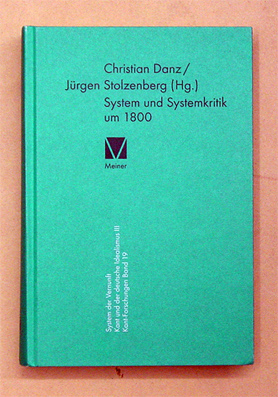 Christian Danz/
Jürgen Stolzenberg (Hg.)
System und Systemkritik
um 1800
Meiner
System der Vernunft
Kant und der deutsche Idealismus III
Kant-Forschungen Band 19